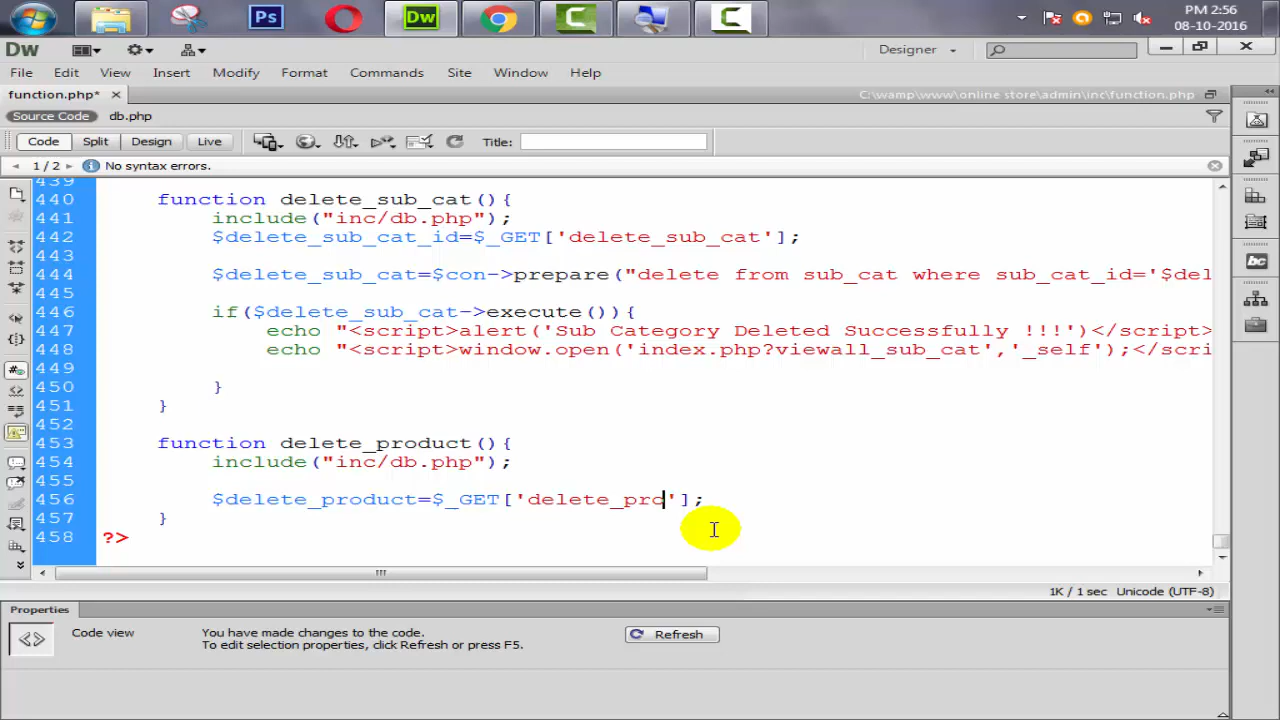 Ps
Dw
PM 2:56
08-10-2016
Dw
Designer
File Edit View Insert Modify Format Commands Site Window Help
function.php*
C:\wamp\www\online store\admin\inc\function.php
Source Code db.php
Code Split Design Live Title:
1 / 2 No syntax errors.
439
440 function delete_sub_cat(){
441 include("inc/db.php");
442 $delete_sub_cat_id=$_GET['delete_sub_cat'];
443
444 $delete_sub_cat=$con->prepare("delete from sub_cat where sub_cat_id='$del
445
446 if($delete_sub_cat->execute()){
447 echo "<script>alert('Sub Category Deleted Successfully !!!')</script>
448 echo "<script>window.open('index.php?viewall_sub_cat','_self');</scri
449
450 }
451 }
452
453 function delete_product(){
454 include("inc/db.php");
455
456 $delete_product=$_GET['delete_pro'];
457 }
458 ?>
1K / 1 sec Unicode (UTF-8)
Properties
Code view
You have made changes to the code.
To edit selection properties, click Refresh or press F5.
Refresh
bc